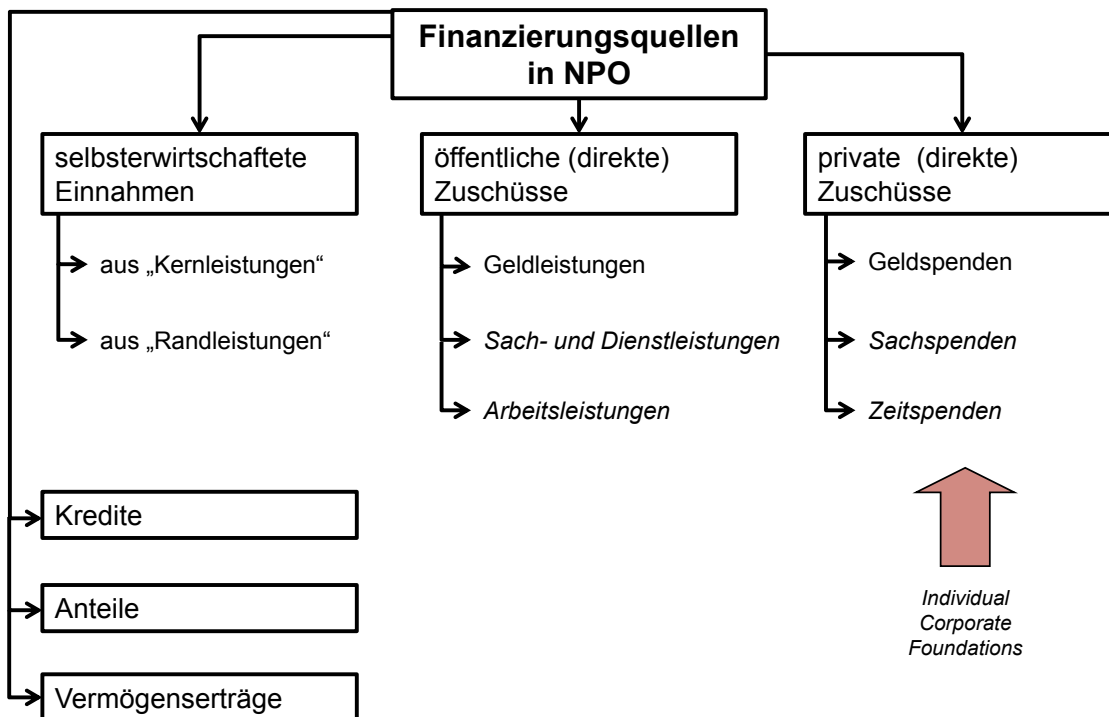 Finanzierungsquellen
in NPO
selbsterwirtschaftete
Einnahmen
aus „Kernleistungen“
aus „Randleistungen“
öffentliche (direkte)
Zuschüsse
Geldleistungen
Sach- und Dienstleistungen
Arbeitsleistungen
private (direkte)
Zuschüsse
Geldspenden
Sachspenden
Zeitspenden
Individual
Corporate
Foundations
Kredite
Anteile
Vermögenserträge